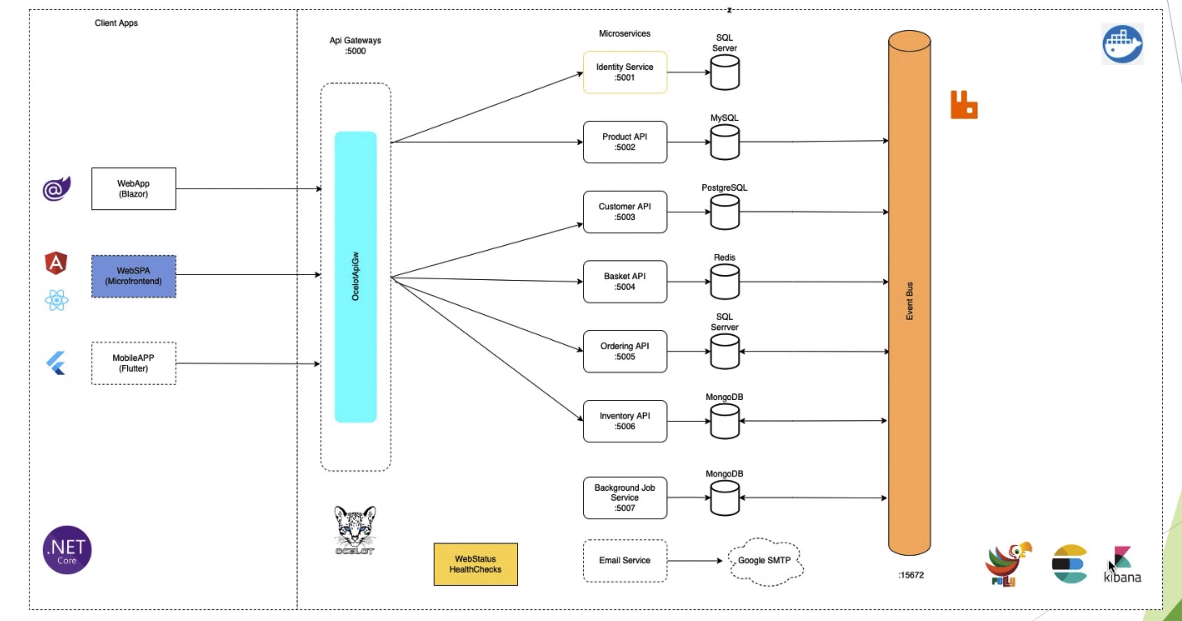 z
Client Apps
Api Gateways
:5000
Microservices
SQL
Server
Identity Service
:5001
MySQL
Product API
:5002
WebApp
(Blazor)
PostgreSQL
Customer API
:5003
WebSPA
(Microfrontend)
OcelotApiGw
Redis
Basket API
:5004
Event Bus
SQL
Serrver
Ordering API
:5005
MobileAPP
(Flutter)
MongoDB
Inventory API
:5006
MongoDB
Background Job
Service
:5007
OCELOT
.NET
Core
WebStatus
HealthChecks
Email Service
Google SMTP
:15672
POLLY
kibana